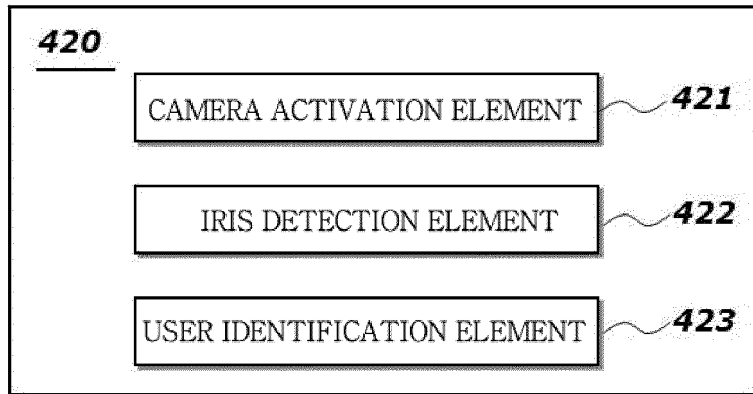 420
CAMERA ACTIVATION ELEMENT 421
IRIS DETECTION ELEMENT 422
USER IDENTIFICATION ELEMENT 423